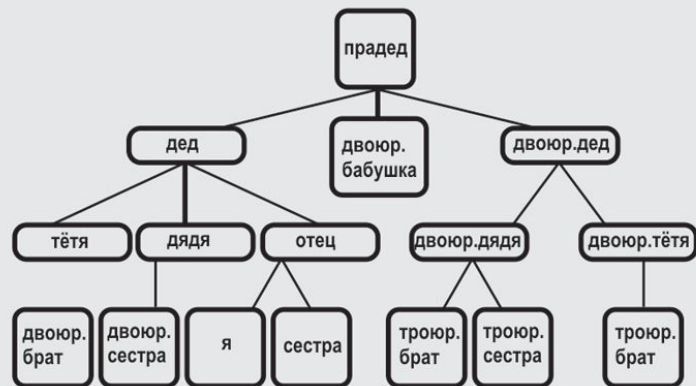 прадед
дед
двоюр.
бабушка
двоюр.дед
тётя
дядя
отец
двоюр.дядя
двоюр.тётя
двоюр.
брат
двоюр.
сестра
я
сестра
троюр.
брат
троюр.
сестра
троюр.
брат